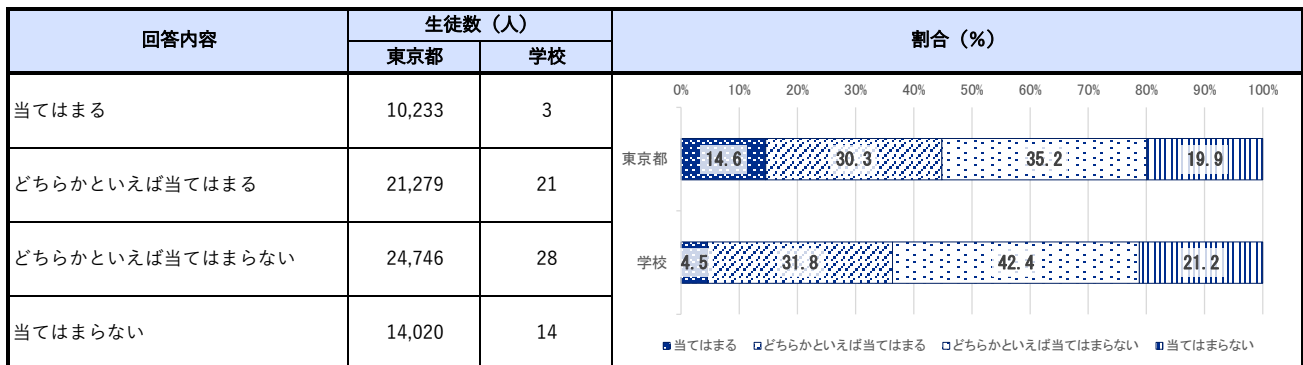 回答内容 生徒数（人） 割合（%）
東京都 学校
当てはまる 10,233 3
どちらかといえば当てはまる 21,279 21
どちらかといえば当てはまらない 24,746 28
当てはまらない 14,020 14
0% 10% 20% 30% 40% 50% 60% 70% 80% 90% 100%
東京都 14.6 30.3 35.2 19.9
学校 4.5 31.8 42.4 21.2
当てはまる どちらかといえば当てはまる どちらかといえば当てはまらない 当てはまらない